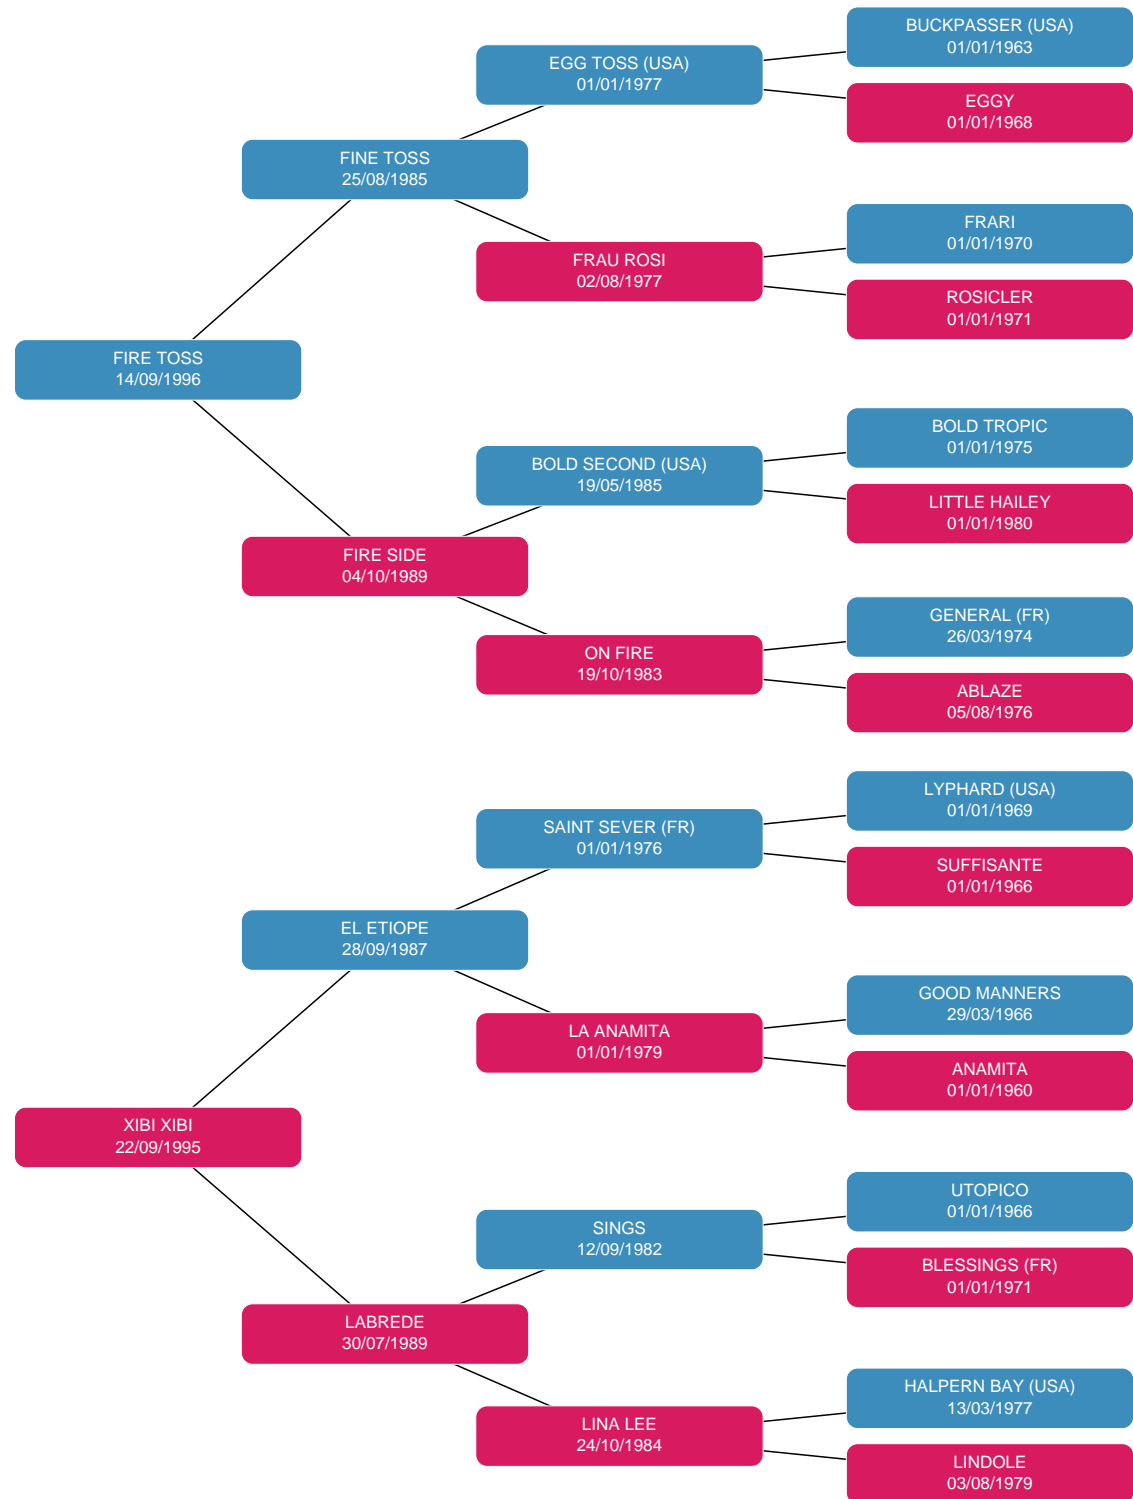 BUCKPASSER (USA)
01/01/1963
EGG TOSS (USA)
01/01/1977
EGGY
01/01/1968
FINE TOSS
25/08/1985
FRARI
01/01/1970
FRAU ROSI
02/08/1977
ROSICLER
01/01/1971
FIRE TOSS
14/09/1996
BOLD TROPIC
01/01/1975
BOLD SECOND (USA)
19/05/1985
LITTLE HAILEY
01/01/1980
FIRE SIDE
04/10/1989
GENERAL (FR)
26/03/1974
ON FIRE
19/10/1983
ABLAZE
05/08/1976
LYPHARD (USA)
01/01/1969
SAINT SEVER (FR)
01/01/1976
SUFFISANTE
01/01/1966
EL ETIOPE
28/09/1987
GOOD MANNERS
29/03/1966
LA ANAMITA
01/01/1979
ANAMITA
01/01/1960
XIBI XIBI
22/09/1995
UTOPICO
01/01/1966
SINGS
12/09/1982
BLESSINGS (FR)
01/01/1971
LABREDE
30/07/1989
HALPERN BAY (USA)
13/03/1977
LINA LEE
24/10/1984
LINDOLE
03/08/1979